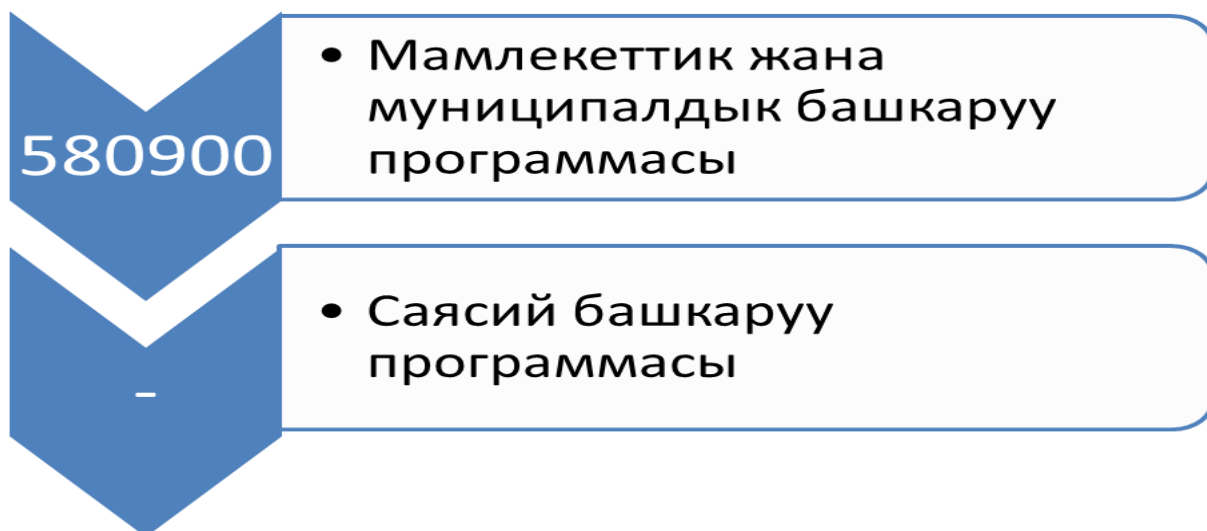 580900
• Мамлекеттик жана
муниципалдык башкаруу
программасы
-
• Саясий башкаруу
программасы